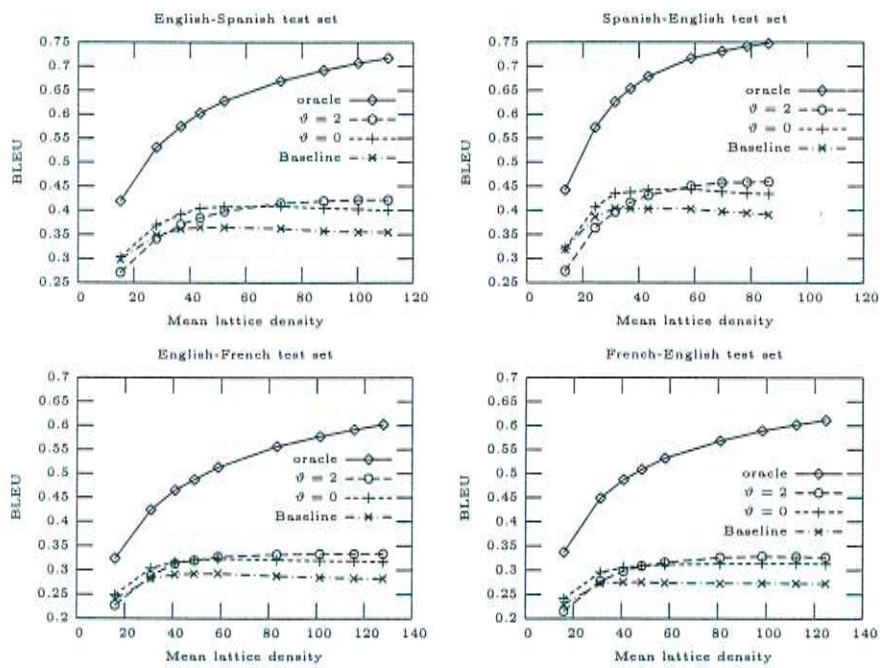 English-Spanish test set
0.75
0.7
0.65
0.6
0.55
0.5
0.45
0.4
0.35
0.3
0.25
BLEU
oracle
ϑ = 2
ϑ = 0
Baseline
0 20 40 60 80 100 120
Mean lattice density
Spanish-English test set
0.75
0.7
0.65
0.6
0.55
0.5
0.45
0.4
0.35
0.3
0.25
BLEU
oracle
ϑ = 2
ϑ = 0
Baseline
0 20 40 60 80 100 120
Mean lattice density
English-French test set
0.7
0.65
0.6
0.55
0.5
0.45
0.4
0.35
0.3
0.25
0.2
BLEU
oracle
ϑ = 2
ϑ = 0
Baseline
0 20 40 60 80 100 120 140
Mean lattice density
French-English test set
0.7
0.65
0.6
0.55
0.5
0.45
0.4
0.35
0.3
0.25
0.2
BLEU
oracle
ϑ = 2
ϑ = 0
Baseline
0 20 40 60 80 100 120 140
Mean lattice density